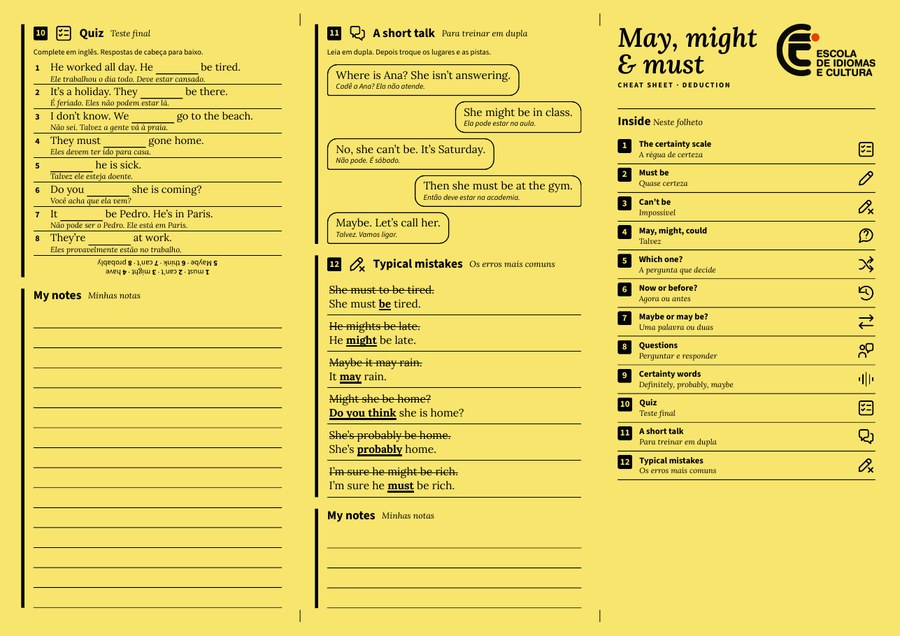 10 Quiz Teste final
Complete em inglês. Respostas de cabeça para baixo.
1 He worked all day. He ________ be tired.
Ele trabalhou o dia todo. Deve estar cansado.
2 It's a holiday. They ________ be there.
É feriado. Eles não podem estar lá.
3 I don't know. We ________ go to the beach.
Não sei. Talvez a gente vá à praia.
4 They must ________ gone home.
Eles devem ter ido para casa.
5 ________ he is sick.
Talvez ele esteja doente.
6 Do you ________ she is coming?
Você acha que ela vem?
7 It ________ be Pedro. He's in Paris.
Não pode ser o Pedro. Ele está em Paris.
8 They're ________ at work.
Eles provavelmente estão no trabalho.
1 must · 2 can't · 3 might · 4 have
5 Maybe · 6 think · 7 can't · 8 probably
My notes Minhas notas
11 A short talk Para treinar em dupla
Leia em dupla. Depois troque os lugares e as pistas.
Where is Ana? She isn't answering.
Cadê a Ana? Ela não atende.
She might be in class.
Ela pode estar na aula.
No, she can't be. It's Saturday.
Não pode. É sábado.
Then she must be at the gym.
Então deve estar na academia.
Maybe. Let's call her.
Talvez. Vamos ligar.
12 Typical mistakes Os erros mais comuns
She must to be tired.
She must be tired.
He mights be late.
He might be late.
Maybe it may rain.
It may rain.
Might she be home?
Do you think she is home?
She's probably be home.
She's probably home.
I'm sure he might be rich.
I'm sure he must be rich.
My notes Minhas notas
May, might
& must
CHEAT SHEET · DEDUCTION
ESCOLA
DE IDIOMAS
E CULTURA
Inside Neste folheto
1 The certainty scale
A régua de certeza
2 Must be
Quase certeza
3 Can't be
Impossível
4 May, might, could
Talvez
5 Which one?
A pergunta que decide
6 Now or before?
Agora ou antes
7 Maybe or may be?
Uma palavra ou duas
8 Questions
Perguntar e responder
9 Certainty words
Definitely, probably, maybe
10 Quiz
Teste final
11 A short talk
Para treinar em dupla
12 Typical mistakes
Os erros mais comuns